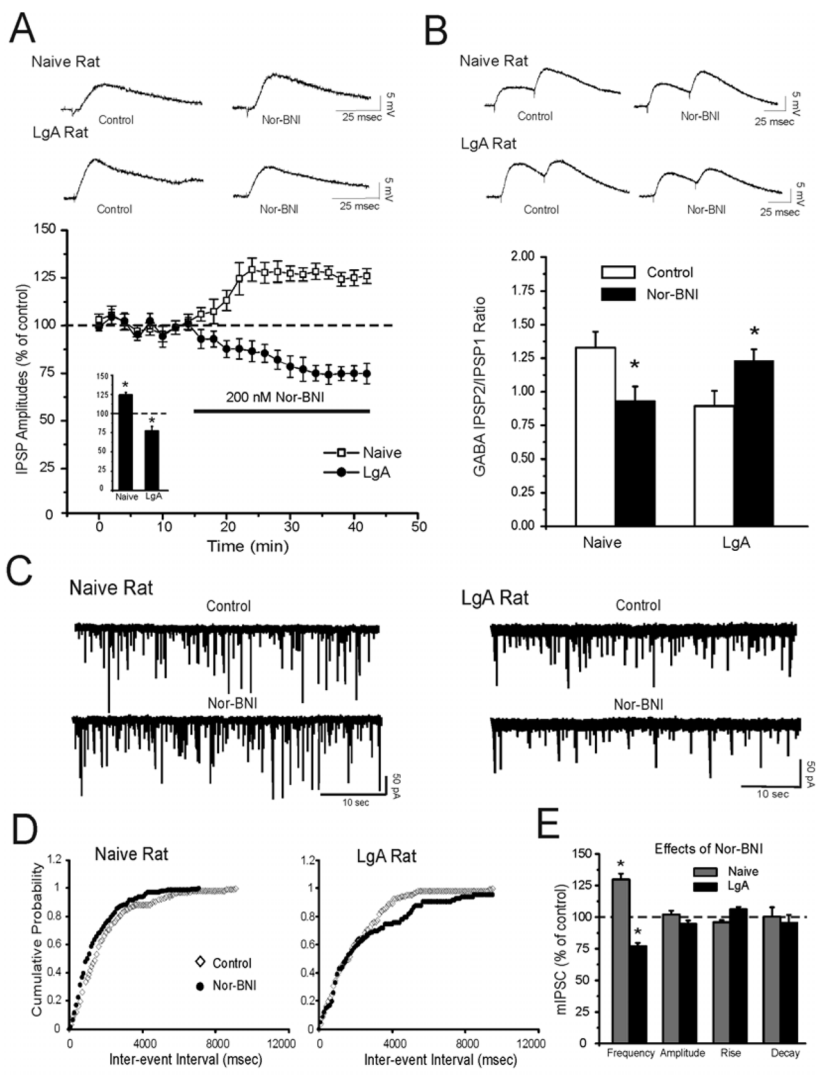 A
Naive Rat
Control
Nor-BNI
5 mV
25 msec
LgA Rat
Control
Nor-BNI
5 mV
25 msec
150
125
100
75
50
25
0
IPSP Amplitudes (% of control)
200 nM Nor-BNI
Naive
LgA
150
125
100
75
50
25
0
Naive
LgA
*
*
0
10
20
30
40
50
Time (min)
B
Naive Rat
Control
Nor-BNI
5 mV
25 msec
LgA Rat
Control
Nor-BNI
5 mV
25 msec
2.00
1.75
1.50
1.25
1.00
0.75
0.50
0.25
0.00
GABA IPSP2/IPSP1 Ratio
Control
Nor-BNI
*
*
Naive
LgA
C
Naive Rat
Control
Nor-BNI
50 pA
10 sec
LgA Rat
Control
Nor-BNI
50 pA
10 sec
D
Naive Rat
1.2
1
0.8
0.6
0.4
0.2
0
Cumulative Probability
Control
Nor-BNI
0
4000
8000
12000
Inter-event Interval (msec)
LgA Rat
1.2
1
0.8
0.6
0.4
0.2
0
0
4000
8000
12000
Inter-event Interval (msec)
E
Effects of Nor-BNI
150
125
100
75
50
25
0
mIPSC (% of control)
Naive
LgA
*
*
Frequency
Amplitude
Rise
Decay